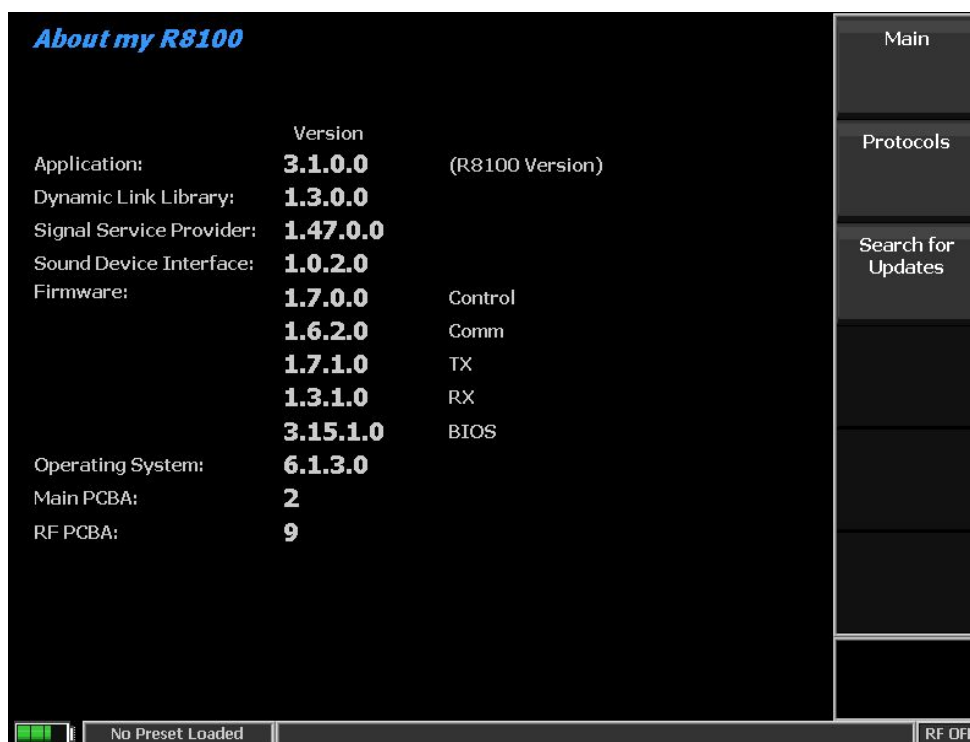 About my R8100
Version
Application: 3.1.0.0 (R8100 Version)
Dynamic Link Library: 1.3.0.0
Signal Service Provider: 1.47.0.0
Sound Device Interface: 1.0.2.0
Firmware: 1.7.0.0 Control
1.6.2.0 Comm
1.7.1.0 TX
1.3.1.0 RX
3.15.1.0 BIOS
Operating System: 6.1.3.0
Main PCBA: 2
RF PCBA: 9
Main
Protocols
Search for
Updates
No Preset Loaded
RF OFF